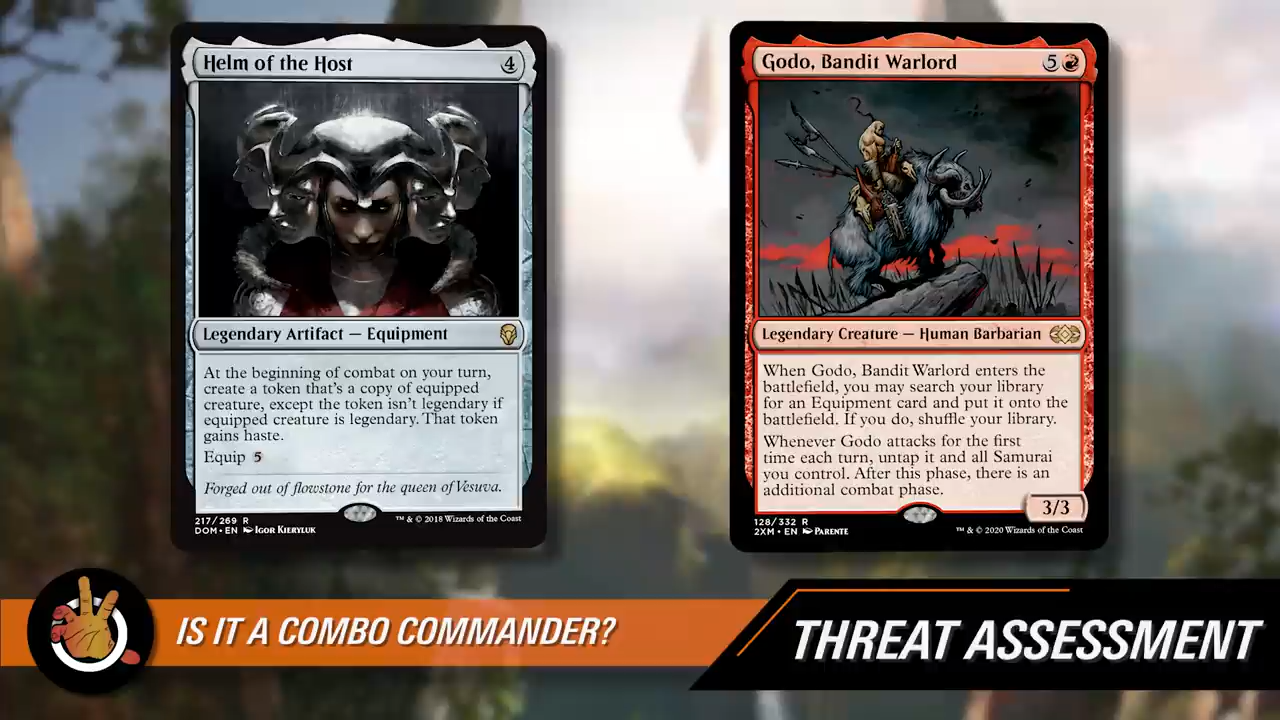 Helm of the Host 4
At the beginning of combat on your turn,
create a token that's a copy of equipped
creature, except the token isn't legendary if
equipped creature is legendary. That token
gains haste.
Equip 5
Legendary Artifact — Equipment
Forged out of flowstone for the queen of Vesuva.
217/269 R
DOM • EN Igor Kieryluk
™ & © 2018 Wizards of the Coast
Godo, Bandit Warlord 5
Legendary Creature — Human Barbarian
When Godo, Bandit Warlord enters the
battlefield, you may search your library
for an Equipment card and put it onto the
battlefield. If you do, shuffle your library.
Whenever Godo attacks for the first
time each turn, untap it and all Samurai
you control. After this phase, there is an
additional combat phase.
3/3
128/332 R
2XM • EN Parente
™ & © 2020 Wizards of the Coast
IS IT A COMBO COMMANDER?
THREAT ASSESSMENT